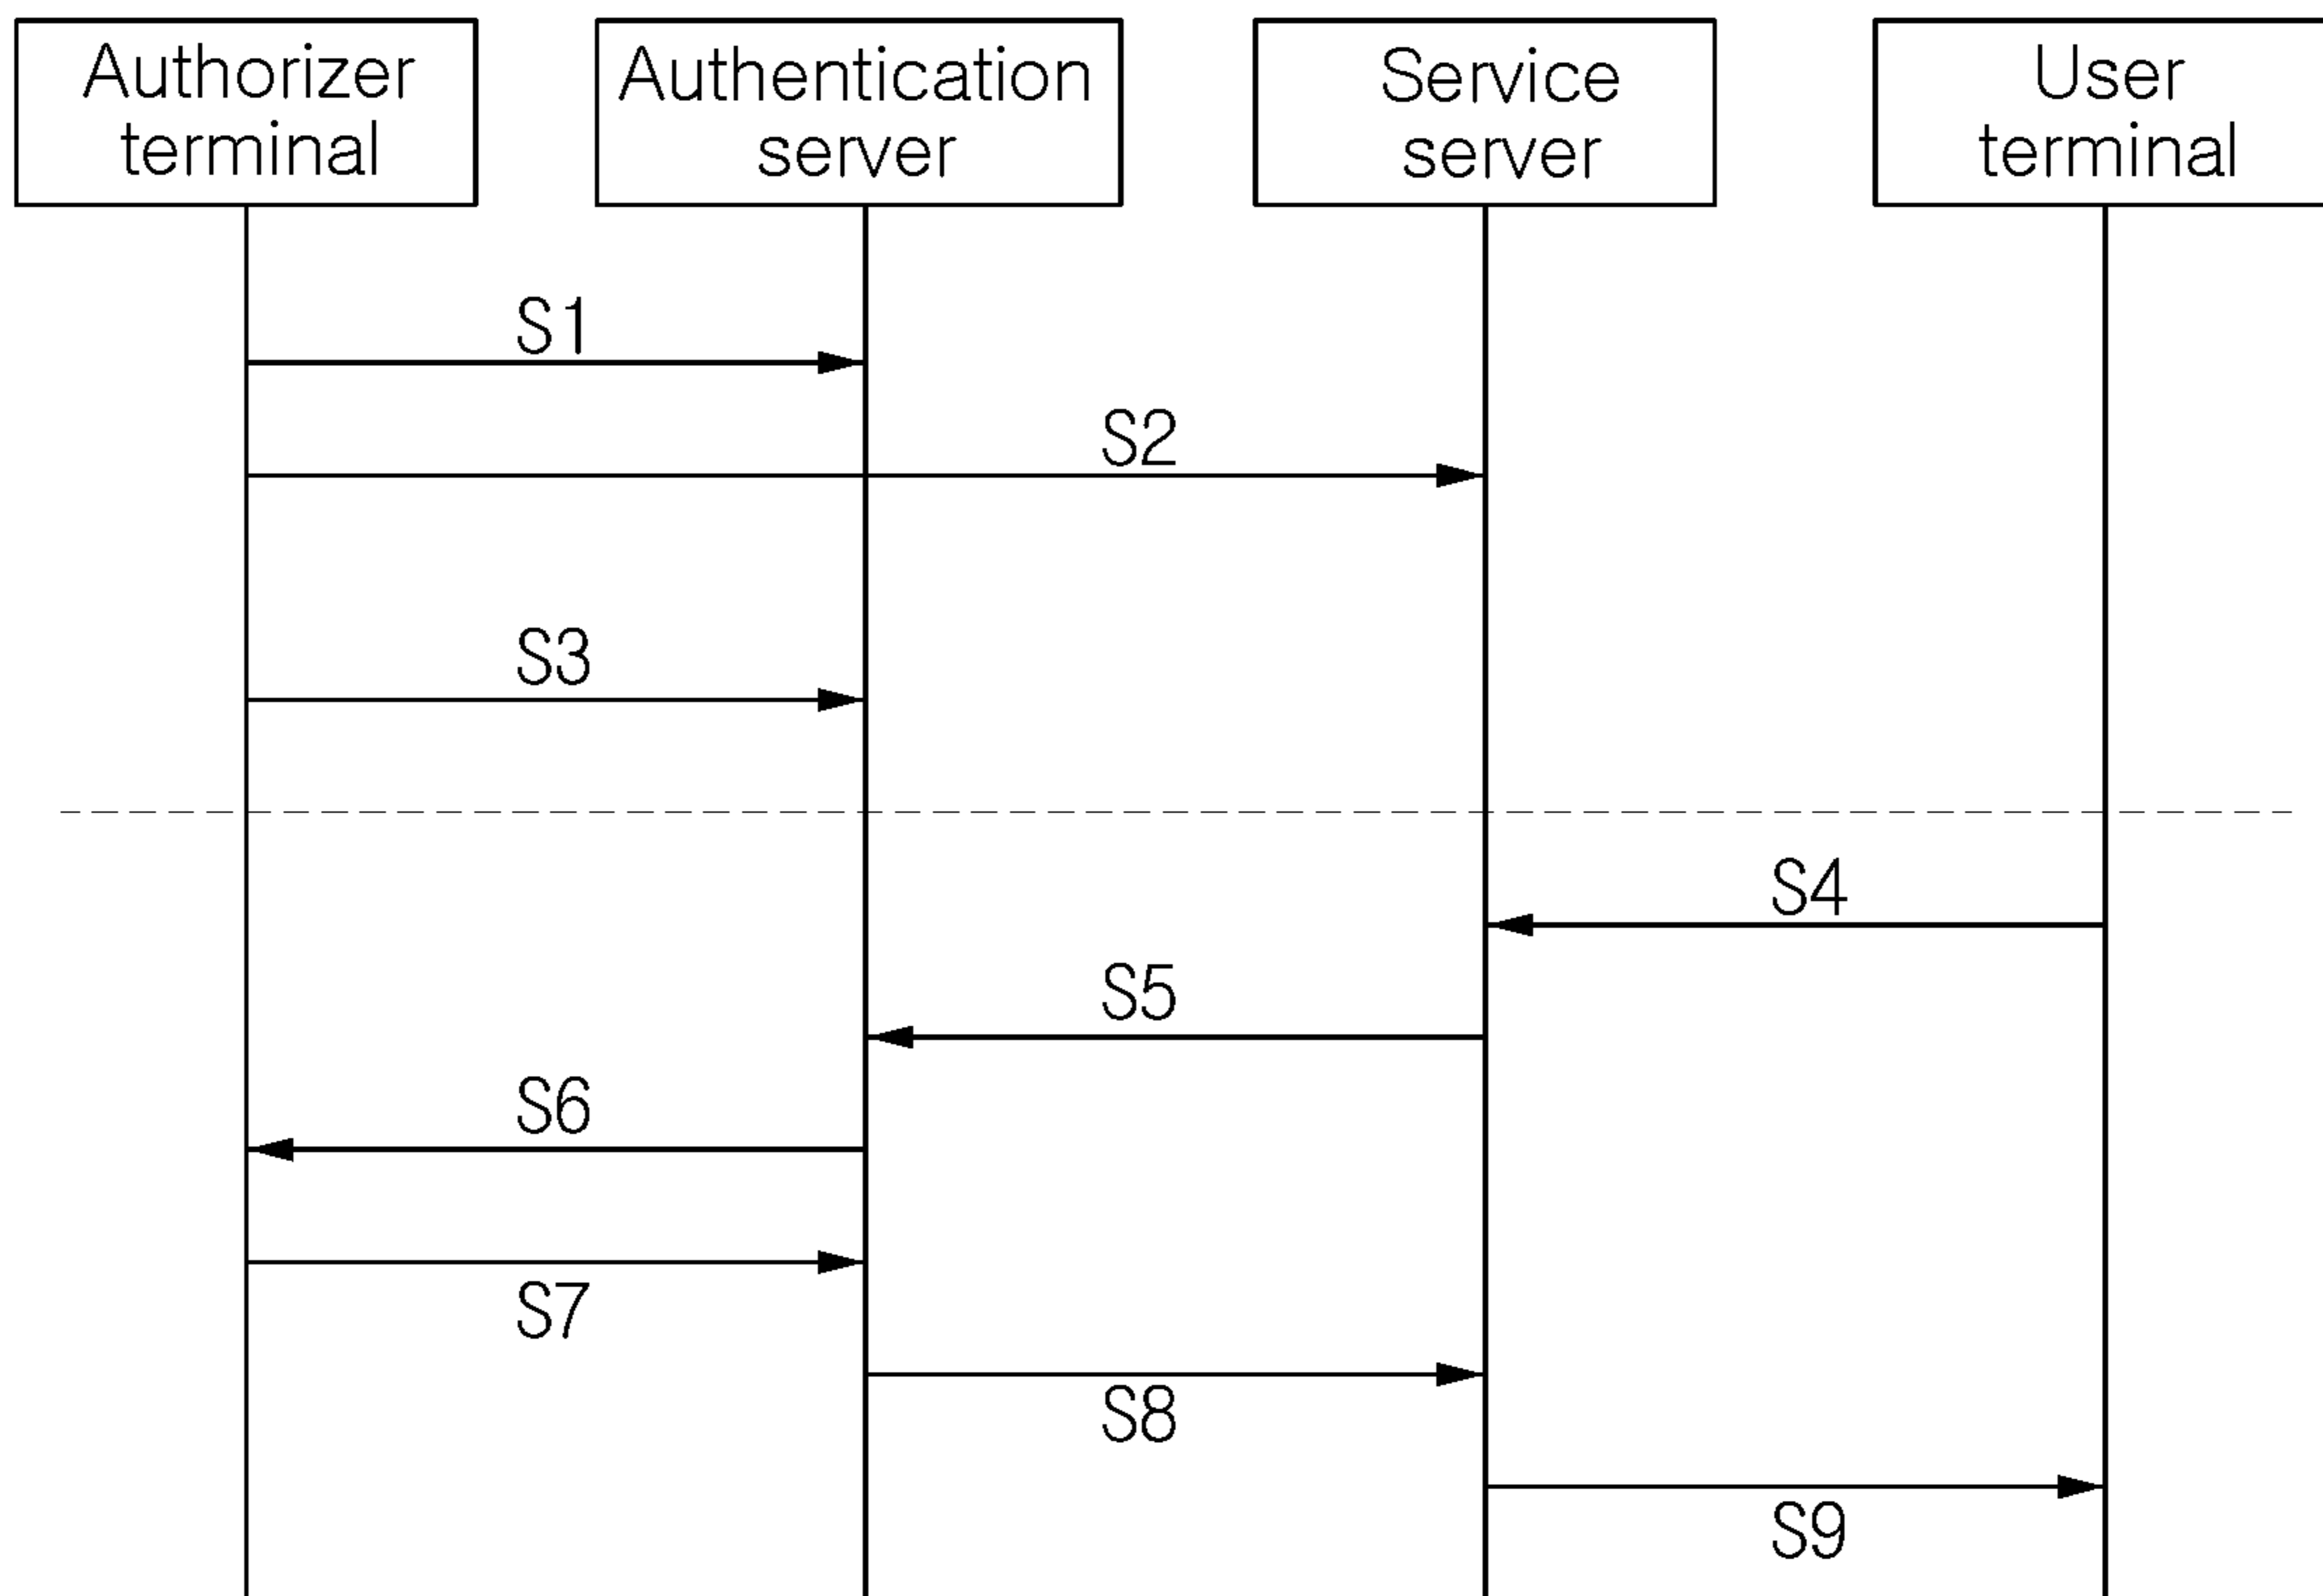 Authorizer
terminal
Authentication
server
Service
server
User
terminal
S1
S2
S3
S4
S5
S6
S7
S8
S9